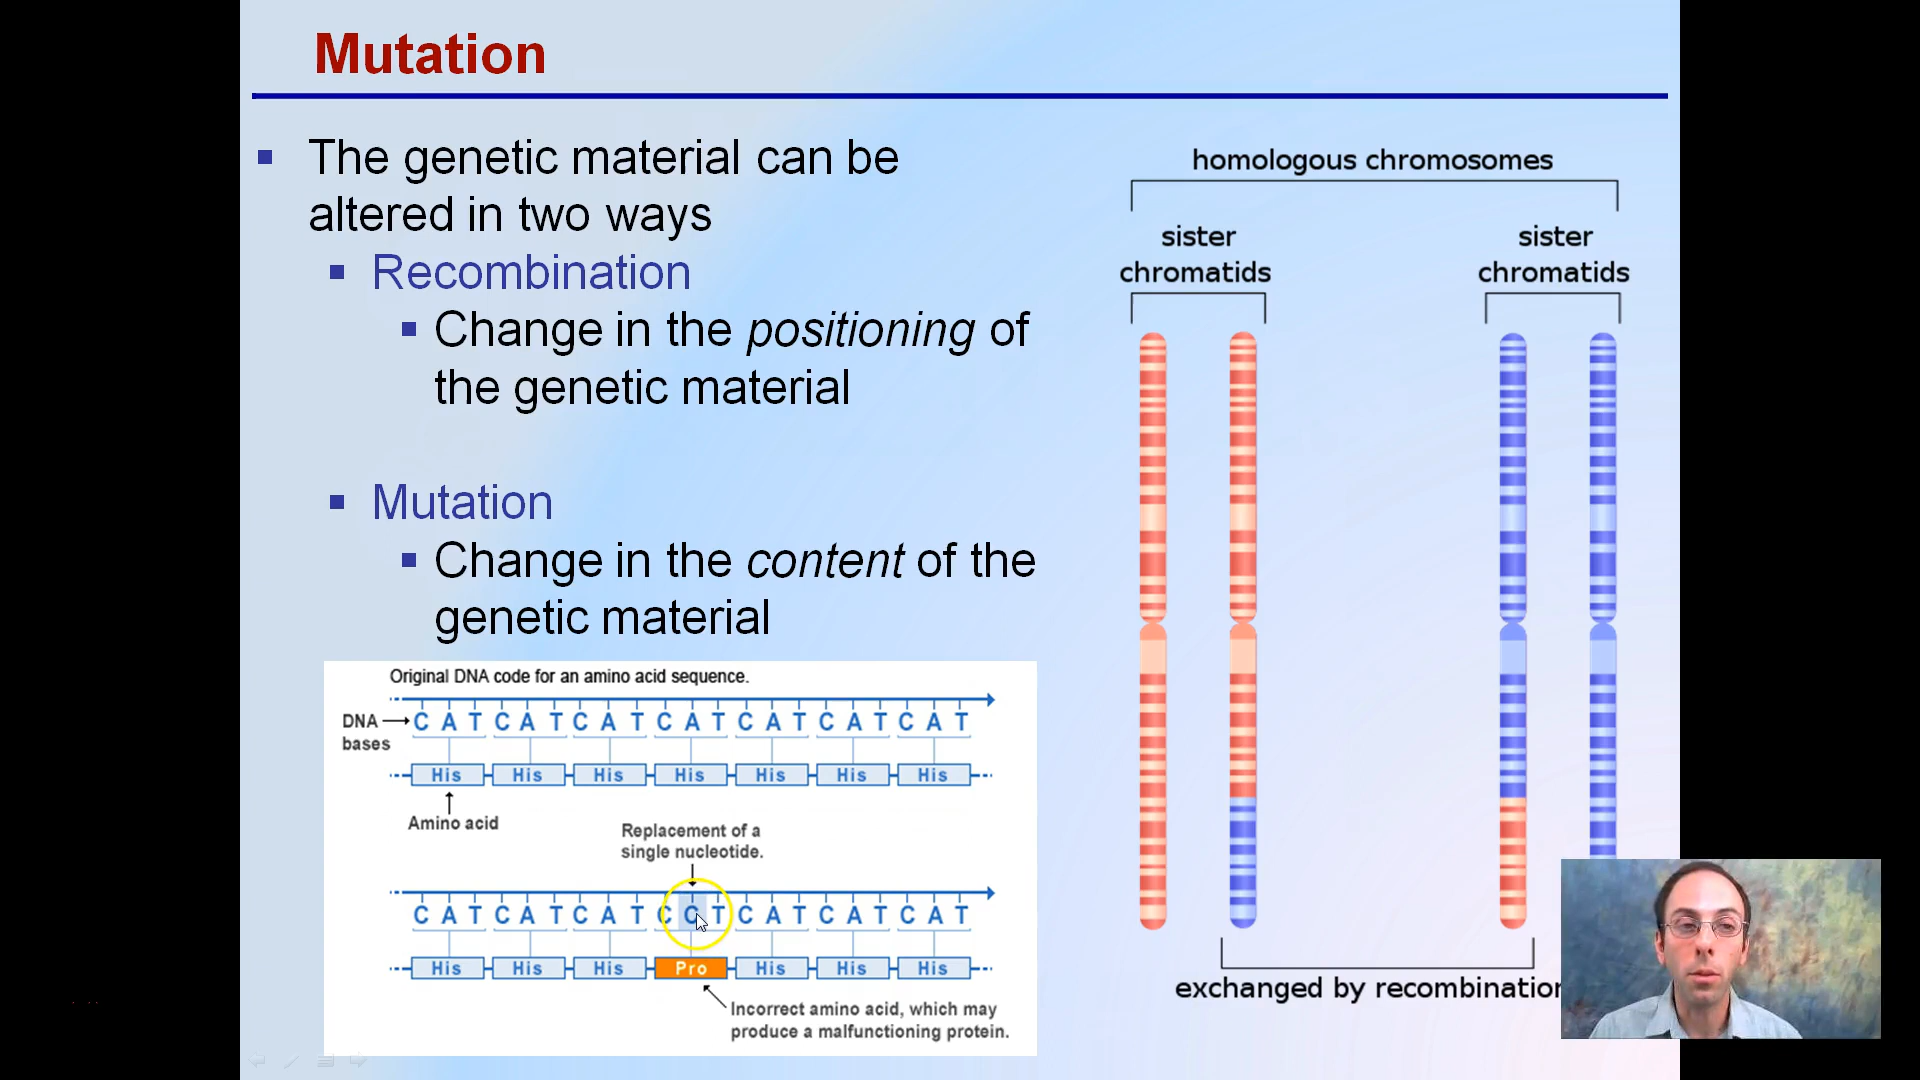 Mutation
The genetic material can be
altered in two ways
Recombination
Change in the positioning of
the genetic material
Mutation
Change in the content of the
genetic material
Original DNA code for an amino acid sequence.
DNA
bases
C A T C A T C A T C A T C A T C A T C A T
His His His His His His His
Amino acid
Replacement of a
single nucleotide.
C A T C A T C A T C C T C A T C A T C A T
His His His Pro His His His
Incorrect amino acid, which may
produce a malfunctioning protein.
homologous chromosomes
sister
chromatids
sister
chromatids
exchanged by recombination